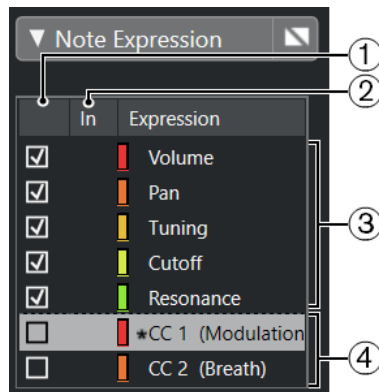 ▼ Note Expression
①
②
In Expression
Volume
Pan
③
Tuning
Cutoff
Resonance
*CC 1 (Modulation
④
CC 2 (Breath)